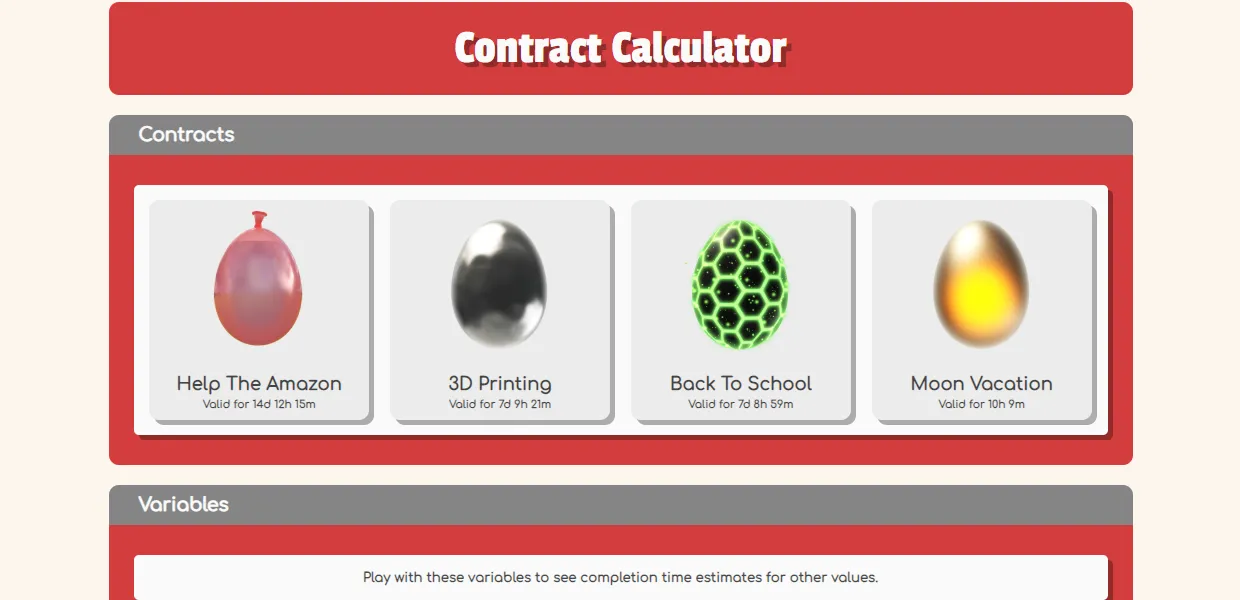 Contract Calculator
Contracts
Help The Amazon
Valid for 14d 12h 15m
3D Printing
Valid for 7d 9h 21m
Back To School
Valid for 7d 8h 59m
Moon Vacation
Valid for 10h 9m
Variables
Play with these variables to see completion time estimates for other values.